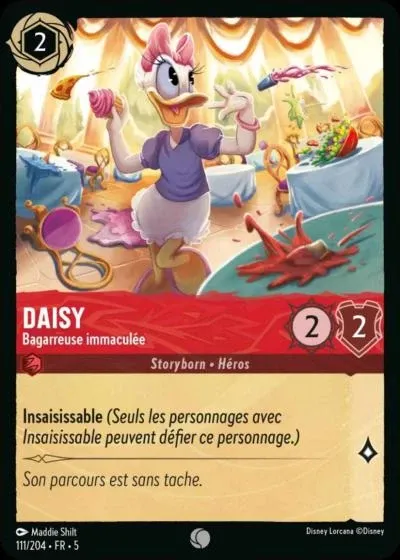 2
DAISY
Bagarreuse immaculée
2
2
Storyborn • Héros
Insaisissable (Seuls les personnages avec
Insaisissable peuvent défier ce personnage.)
Son parcours est sans tache.
Maddie Shilt
111/204 • FR • 5
Disney Lorcana ©Disney